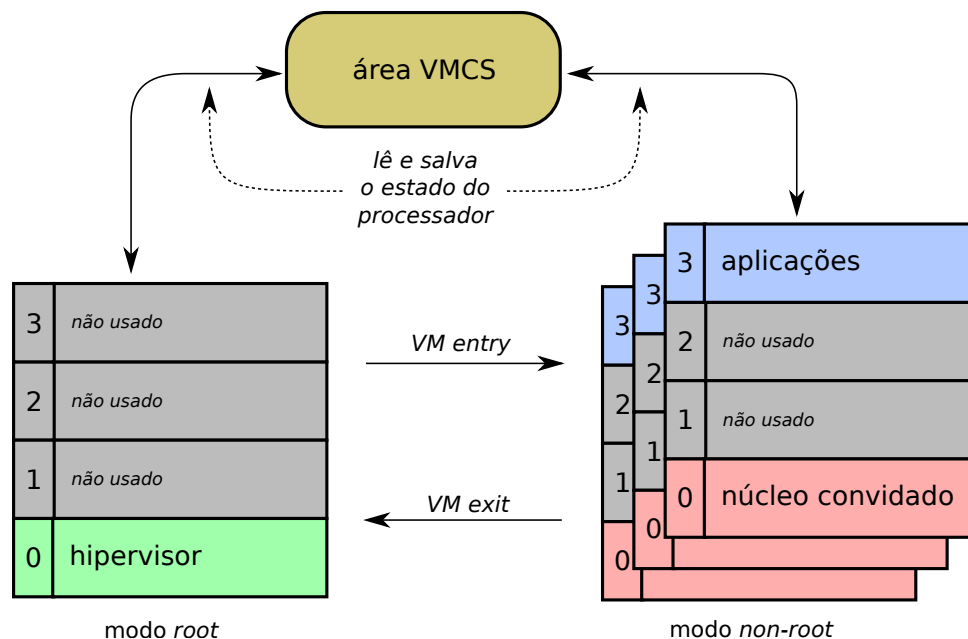 área VMCS
lê e salva
o estado do
processador
3 não usado
2 não usado
1 não usado
0 hipervisor
modo root
VM entry
VM exit
3 aplicações
2 não usado
1 não usado
0 núcleo convidado
3
2
1
0
3
2
1
0
modo non-root